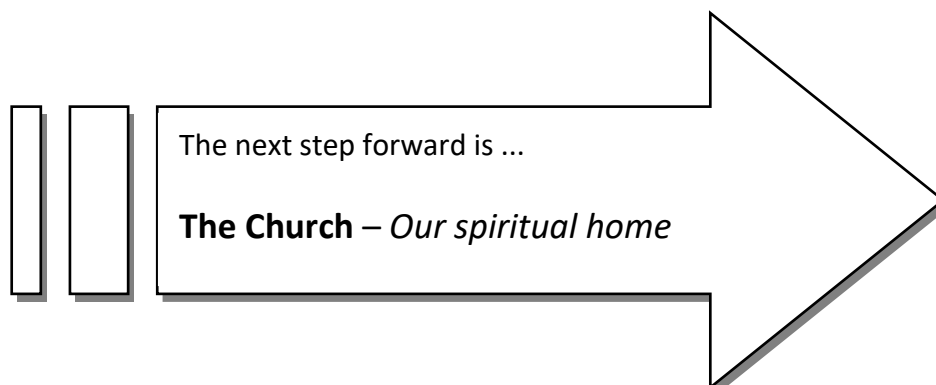 The next step forward is ...
The Church – Our spiritual home